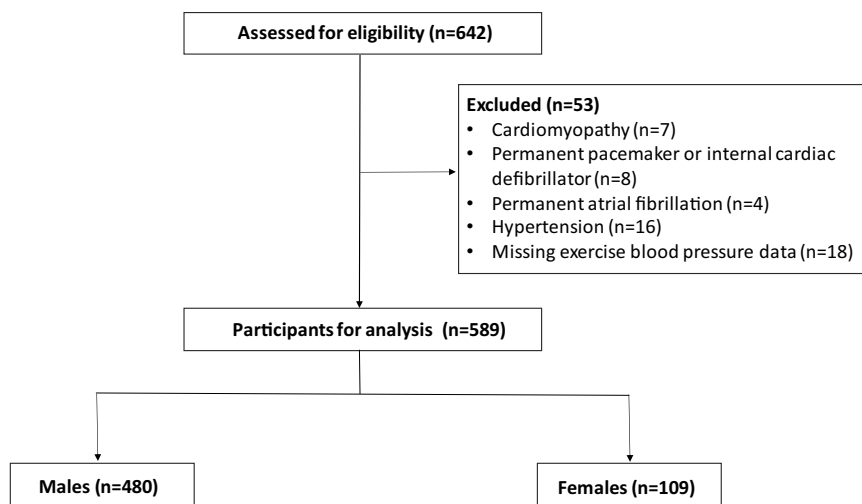 Assessed for eligibility (n=642)
Excluded (n=53)
• Cardiomyopathy (n=7)
• Permanent pacemaker or internal cardiac
defibrillator (n=8)
• Permanent atrial fibrillation (n=4)
• Hypertension (n=16)
• Missing exercise blood pressure data (n=18)
Participants for analysis (n=589)
Males (n=480)
Females (n=109)